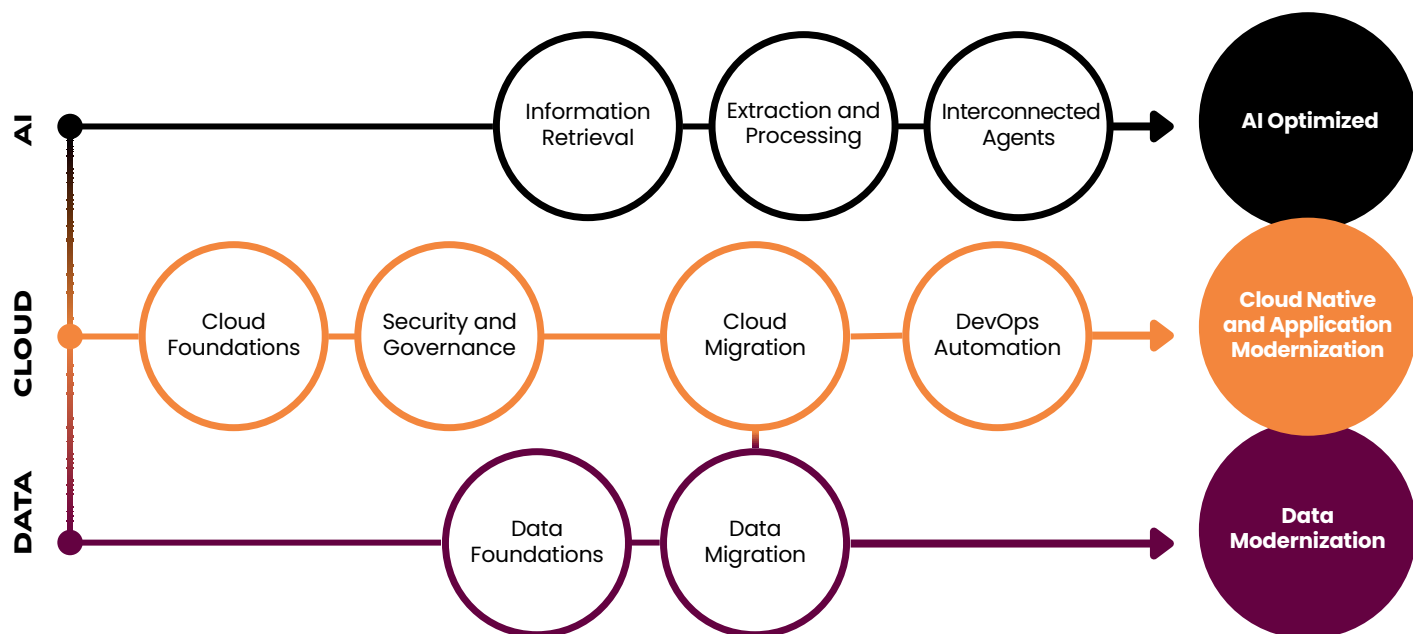 AI
Information
Retrieval
Extraction and
Processing
Interconnected
Agents
AI Optimized
CLOUD
Cloud
Foundations
Security and
Governance
Cloud
Migration
DevOps
Automation
Cloud Native
and Application
Modernization
DATA
Data
Foundations
Data
Migration
Data
Modernization